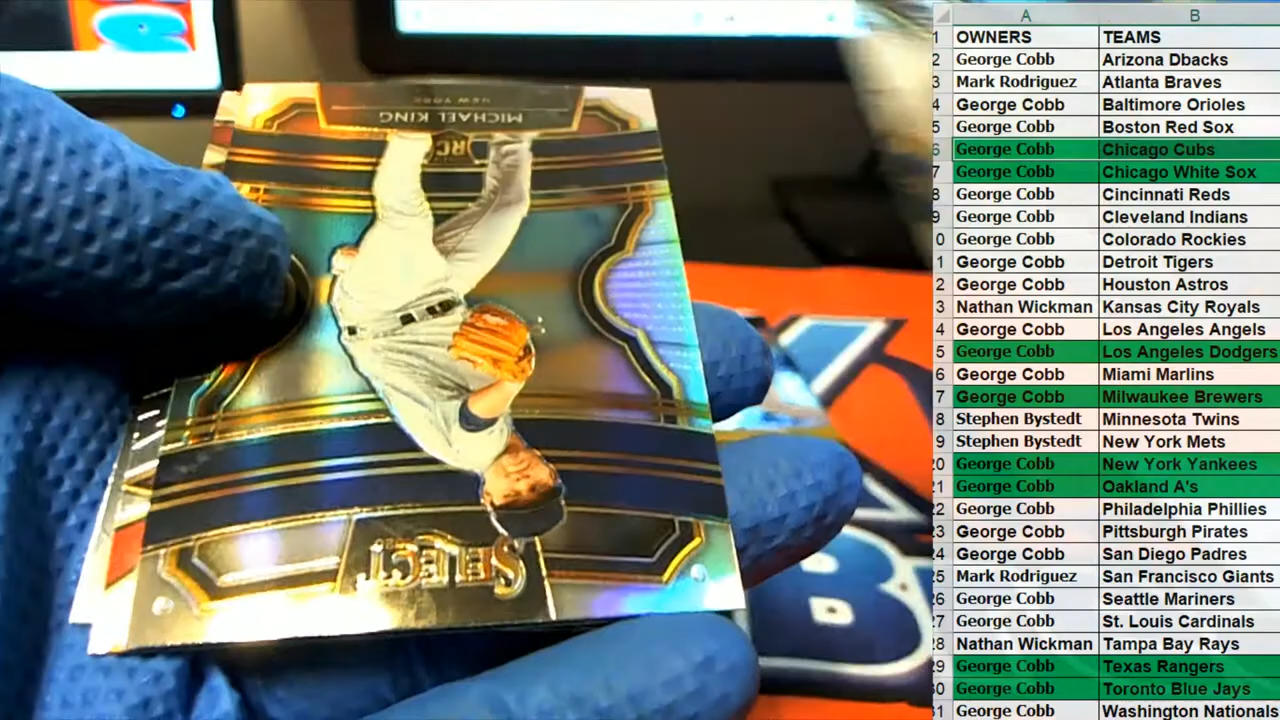 NEW YORK
MICHAEL KING
RC
SELECT
A B
OWNERS TEAMS
1
2 George Cobb Arizona Dbacks
3 Mark Rodriguez Atlanta Braves
4 George Cobb Baltimore Orioles
5 George Cobb Boston Red Sox
6 George Cobb Chicago Cubs
7 George Cobb Chicago White Sox
8 George Cobb Cincinnati Reds
9 George Cobb Cleveland Indians
0 George Cobb Colorado Rockies
1 George Cobb Detroit Tigers
2 George Cobb Houston Astros
3 Nathan Wickman Kansas City Royals
4 George Cobb Los Angeles Angels
5 George Cobb Los Angeles Dodgers
6 George Cobb Miami Marlins
7 George Cobb Milwaukee Brewers
8 Stephen Bystedt Minnesota Twins
9 Stephen Bystedt New York Mets
20 George Cobb New York Yankees
21 George Cobb Oakland A's
22 George Cobb Philadelphia Phillies
23 George Cobb Pittsburgh Pirates
24 George Cobb San Diego Padres
25 Mark Rodriguez San Francisco Giants
26 George Cobb Seattle Mariners
27 George Cobb St. Louis Cardinals
28 Nathan Wickman Tampa Bay Rays
29 George Cobb Texas Rangers
30 George Cobb Toronto Blue Jays
31 George Cobb Washington Nationals